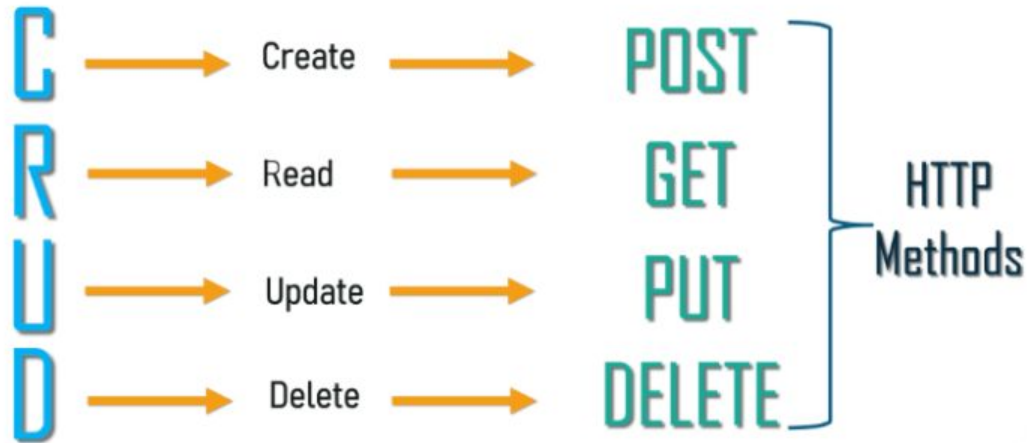 C Create POST
R Read GET
U Update PUT
D Delete DELETE
HTTP
Methods